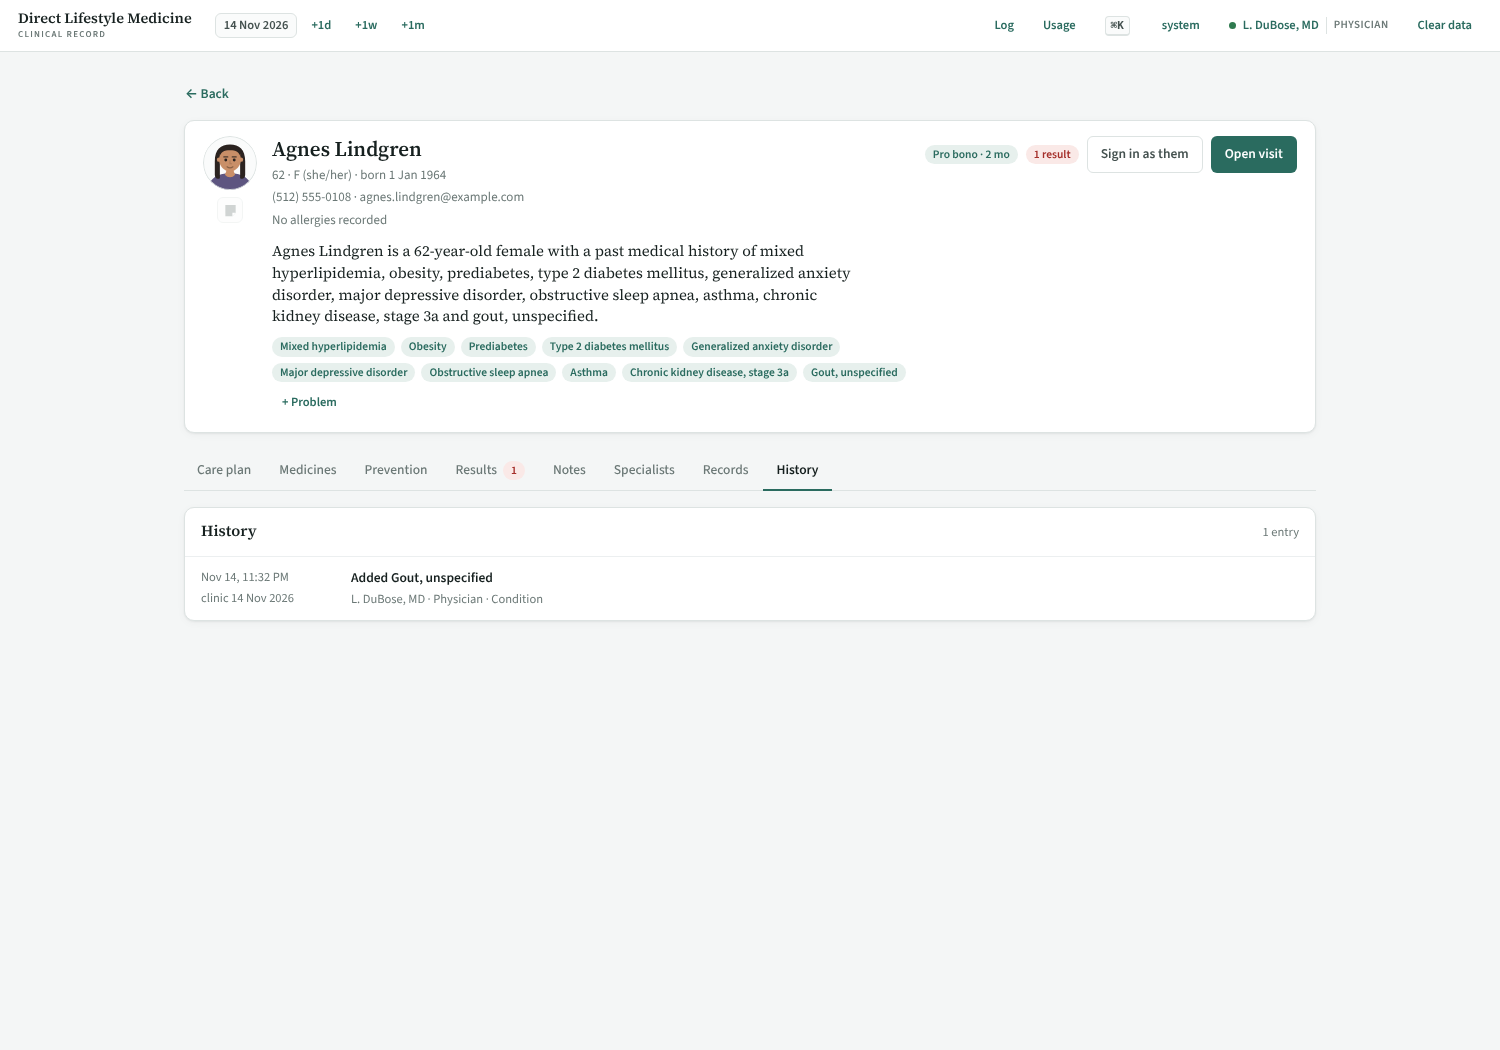 Direct Lifestyle Medicine
CLINICAL RECORD
14 Nov 2026
+1d
+1w
+1m
Log
Usage
⌘K
system
L. DuBose, MD
PHYSICIAN
Clear data
← Back
Agnes Lindgren
62 · F (she/her) · born 1 Jan 1964
(512) 555-0108 · agnes.lindgren@example.com
No allergies recorded
Pro bono · 2 mo
1 result
Sign in as them
Open visit
Agnes Lindgren is a 62-year-old female with a past medical history of mixed
hyperlipidemia, obesity, prediabetes, type 2 diabetes mellitus, generalized anxiety
disorder, major depressive disorder, obstructive sleep apnea, asthma, chronic
kidney disease, stage 3a and gout, unspecified.
Mixed hyperlipidemia
Obesity
Prediabetes
Type 2 diabetes mellitus
Generalized anxiety disorder
Major depressive disorder
Obstructive sleep apnea
Asthma
Chronic kidney disease, stage 3a
Gout, unspecified
+ Problem
Care plan
Medicines
Prevention
Results 1
Notes
Specialists
Records
History
History
1 entry
Nov 14, 11:32 PM
clinic 14 Nov 2026
Added Gout, unspecified
L. DuBose, MD · Physician · Condition